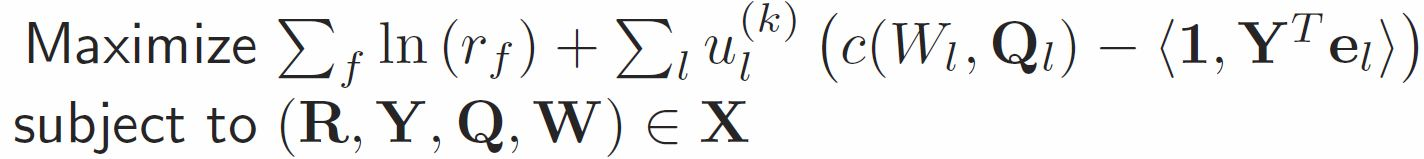 Maximize ∑_f ln (r_f) + ∑_l u_l^{(k)} (c(W_l, Q_l) − ⟨1, Y^T e_l⟩)
subject to (R, Y, Q, W) ∈ X